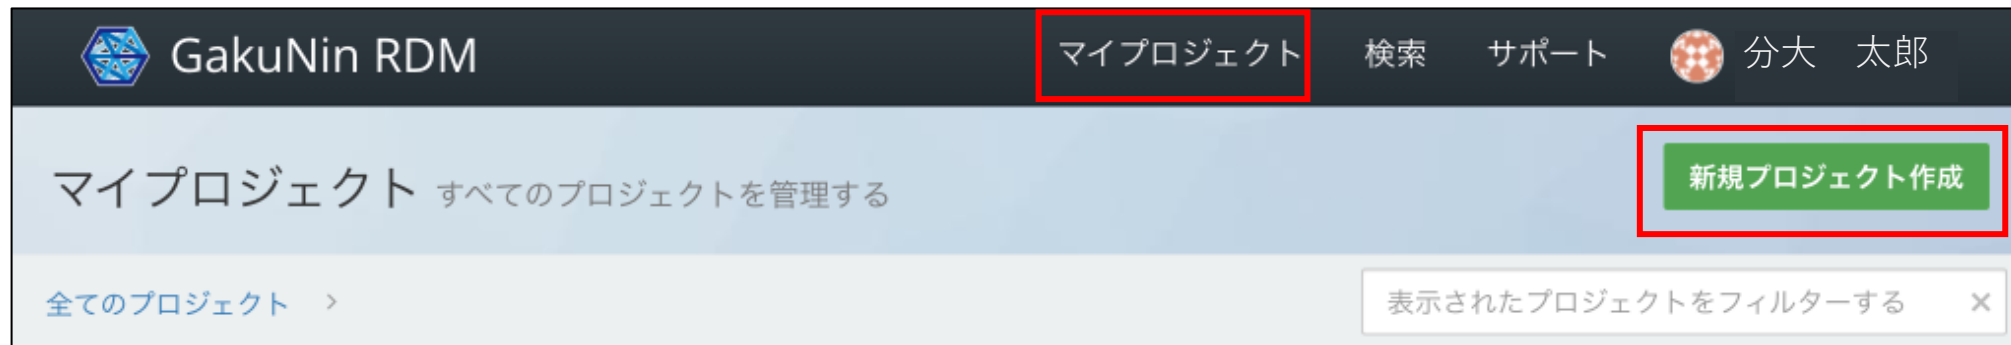 GakuNin RDM マイプロジェクト 検索 サポート 分大 太郎
マイプロジェクト すべてのプロジェクトを管理する 新規プロジェクト作成
全てのプロジェクト > 表示されたプロジェクトをフィルターする ×